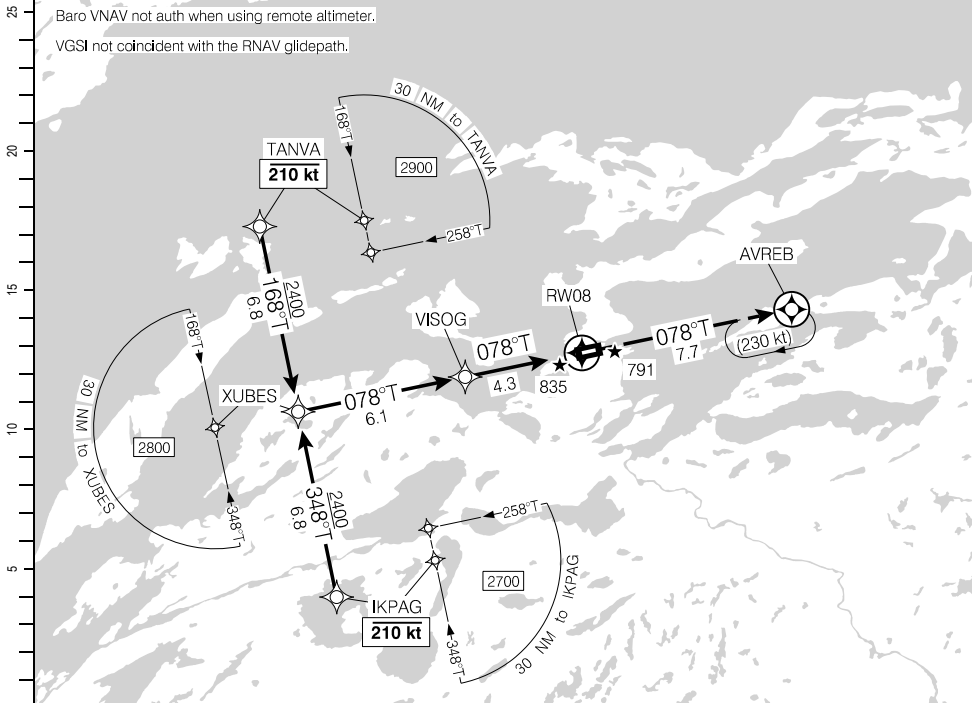 25
Baro VNAV not auth when using remote altimeter.
VGSI not coincident with the RNAV glidepath.
30 NM to TANVA
168°T
2900
258°T
20
TANVA
210 kt
2400
168°T
6.8
15
AVREB
RW08
VISOG
078°T
4.3
835
791
078°T
7.7
(230 kt)
168°T
XUBES
078°T
6.1
10
30 NM to XUBES
2800
348°T
2400
348°T
6.8
258°T
5
2700
IKPAG
210 kt
348°T
30 NM to IKPAG